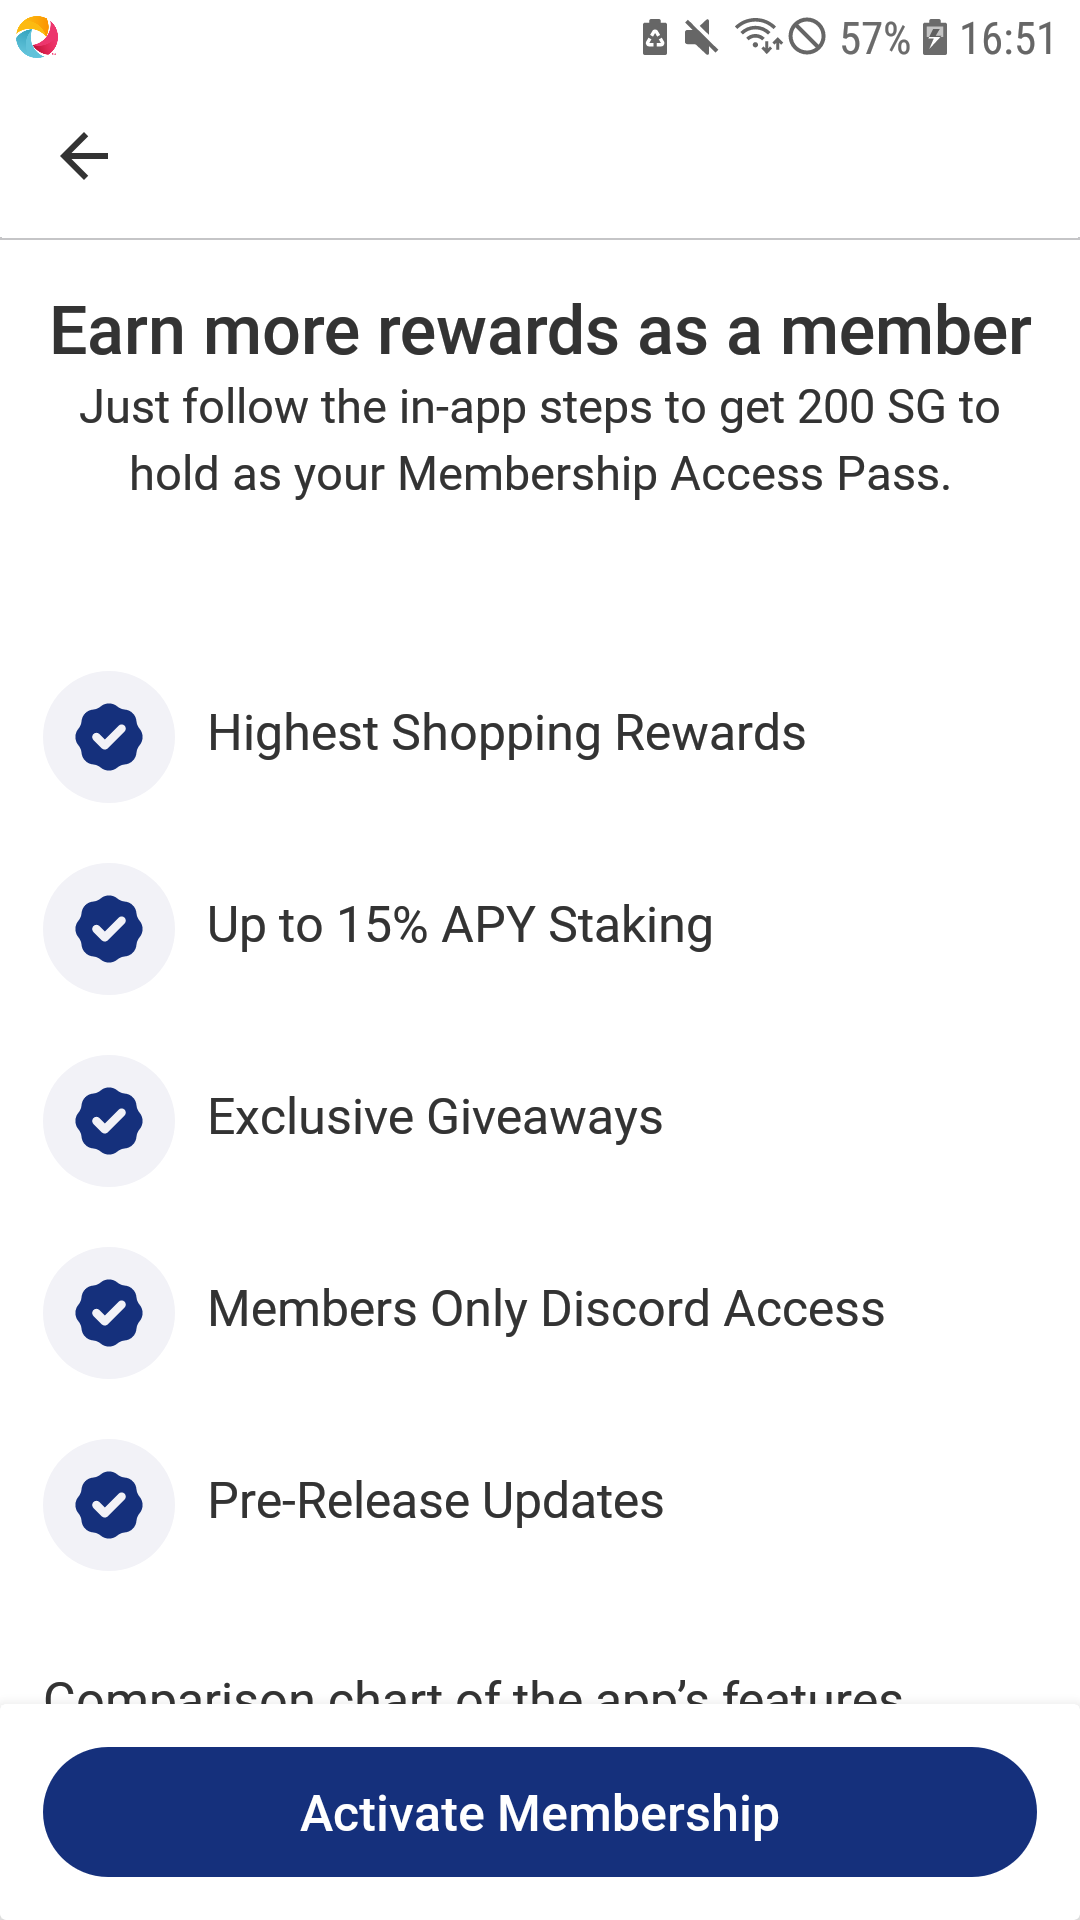 57% 16:51
Earn more rewards as a member
Just follow the in-app steps to get 200 SG to
hold as your Membership Access Pass.
Highest Shopping Rewards
Up to 15% APY Staking
Exclusive Giveaways
Members Only Discord Access
Pre-Release Updates
Comparison chart of the app’s features
Activate Membership